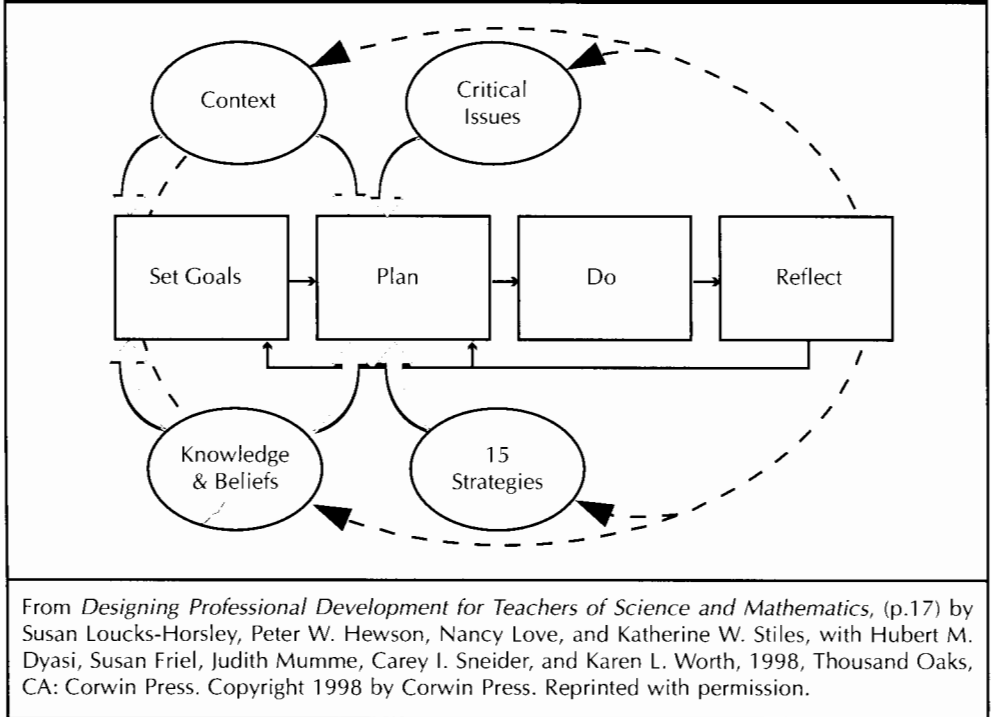 Context
Critical
Issues
Set Goals
Plan
Do
Reflect
Knowledge
& Beliefs
15
Strategies
From Designing Professional Development for Teachers of Science and Mathematics, (p.17) by
Susan Loucks-Horsley, Peter W. Hewson, Nancy Love, and Katherine W. Stiles, with Hubert M.
Dyasi, Susan Friel, Judith Mumme, Carey I. Sneider, and Karen L. Worth, 1998, Thousand Oaks,
CA: Corwin Press. Copyright 1998 by Corwin Press. Reprinted with permission.